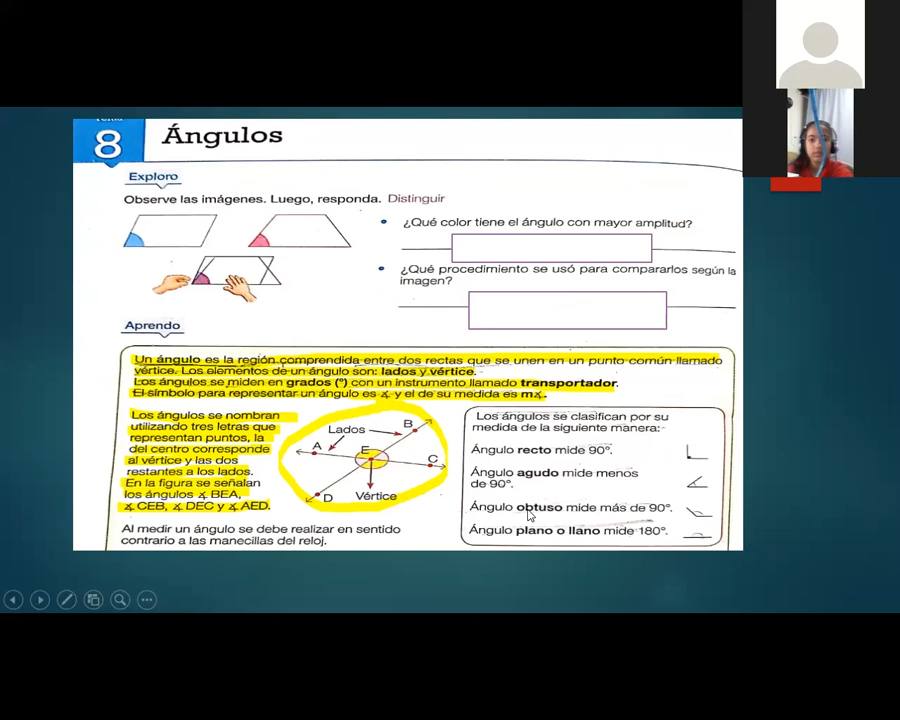 8
Ángulos
Exploro
Observe las imágenes. Luego, responda. Distinguir
¿Qué color tiene el ángulo con mayor amplitud?
¿Qué procedimiento se usó para compararlos según la
imagen?
Aprendo
Un ángulo es la región comprendida entre dos rectas que se unen en un punto común llamado
vértice. Los elementos de un ángulo son: lados y vértice.
Los ángulos se miden en grados (°) con un instrumento llamado transportador.
El símbolo para representar un ángulo es ∡ y el de su medida es m∡.
Los ángulos se nombran
utilizando tres letras que
representan puntos, la
del centro corresponde
al vértice y las dos
restantes a los lados.
En la figura se señalan
los ángulos ∡ BEA,
∡ CEB, ∡ DEC y ∡ AED.
Lados
A
B
E
C
D
Vértice
Al medir un ángulo se debe realizar en sentido
contrario a las manecillas del reloj.
Los ángulos se clasifican por su
medida de la siguiente manera:
Ángulo recto mide 90°.
Ángulo agudo mide menos
de 90°.
Ángulo obtuso mide más de 90°.
Ángulo plano o llano mide 180°.